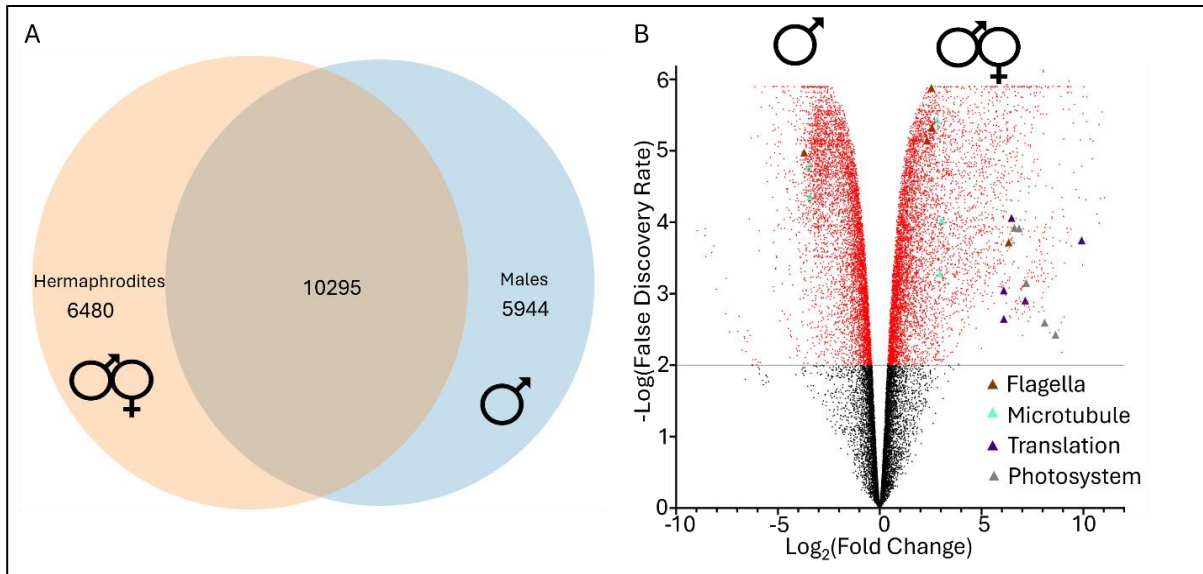 A
Hermaphrodites
6480
10295
Males
5944
B
-Log(False Discovery Rate)
6
5
4
3
2
1
0
-10
-5
0
5
10
Log2(Fold Change)
Flagella
Microtubule
Translation
Photosystem